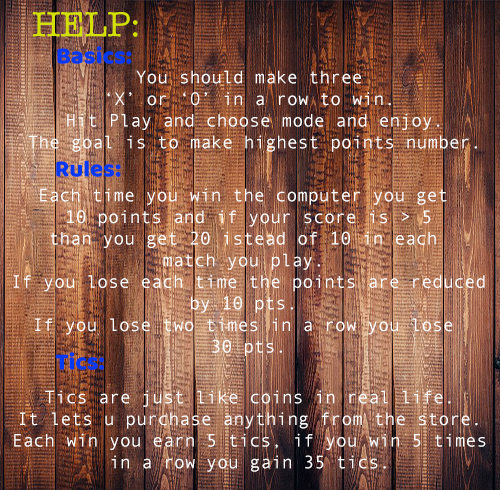 HELP:
Basics:
You should make three
‘X’ or ‘O’ in a row to win.
Hit Play and choose mode and enjoy.
The goal is to make highest points number.
Rules:
Each time you win the computer you get
10 points and if your score is > 5
than you get 20 istead of 10 in each
match you play.
If you lose each time the points are reduced
by 10 pts.
If you lose two times in a row you lose
30 pts.
Tics:
Tics are just like coins in real life.
It lets u purchase anything from the store.
Each win you earn 5 tics, if you win 5 times
in a row you gain 35 tics.